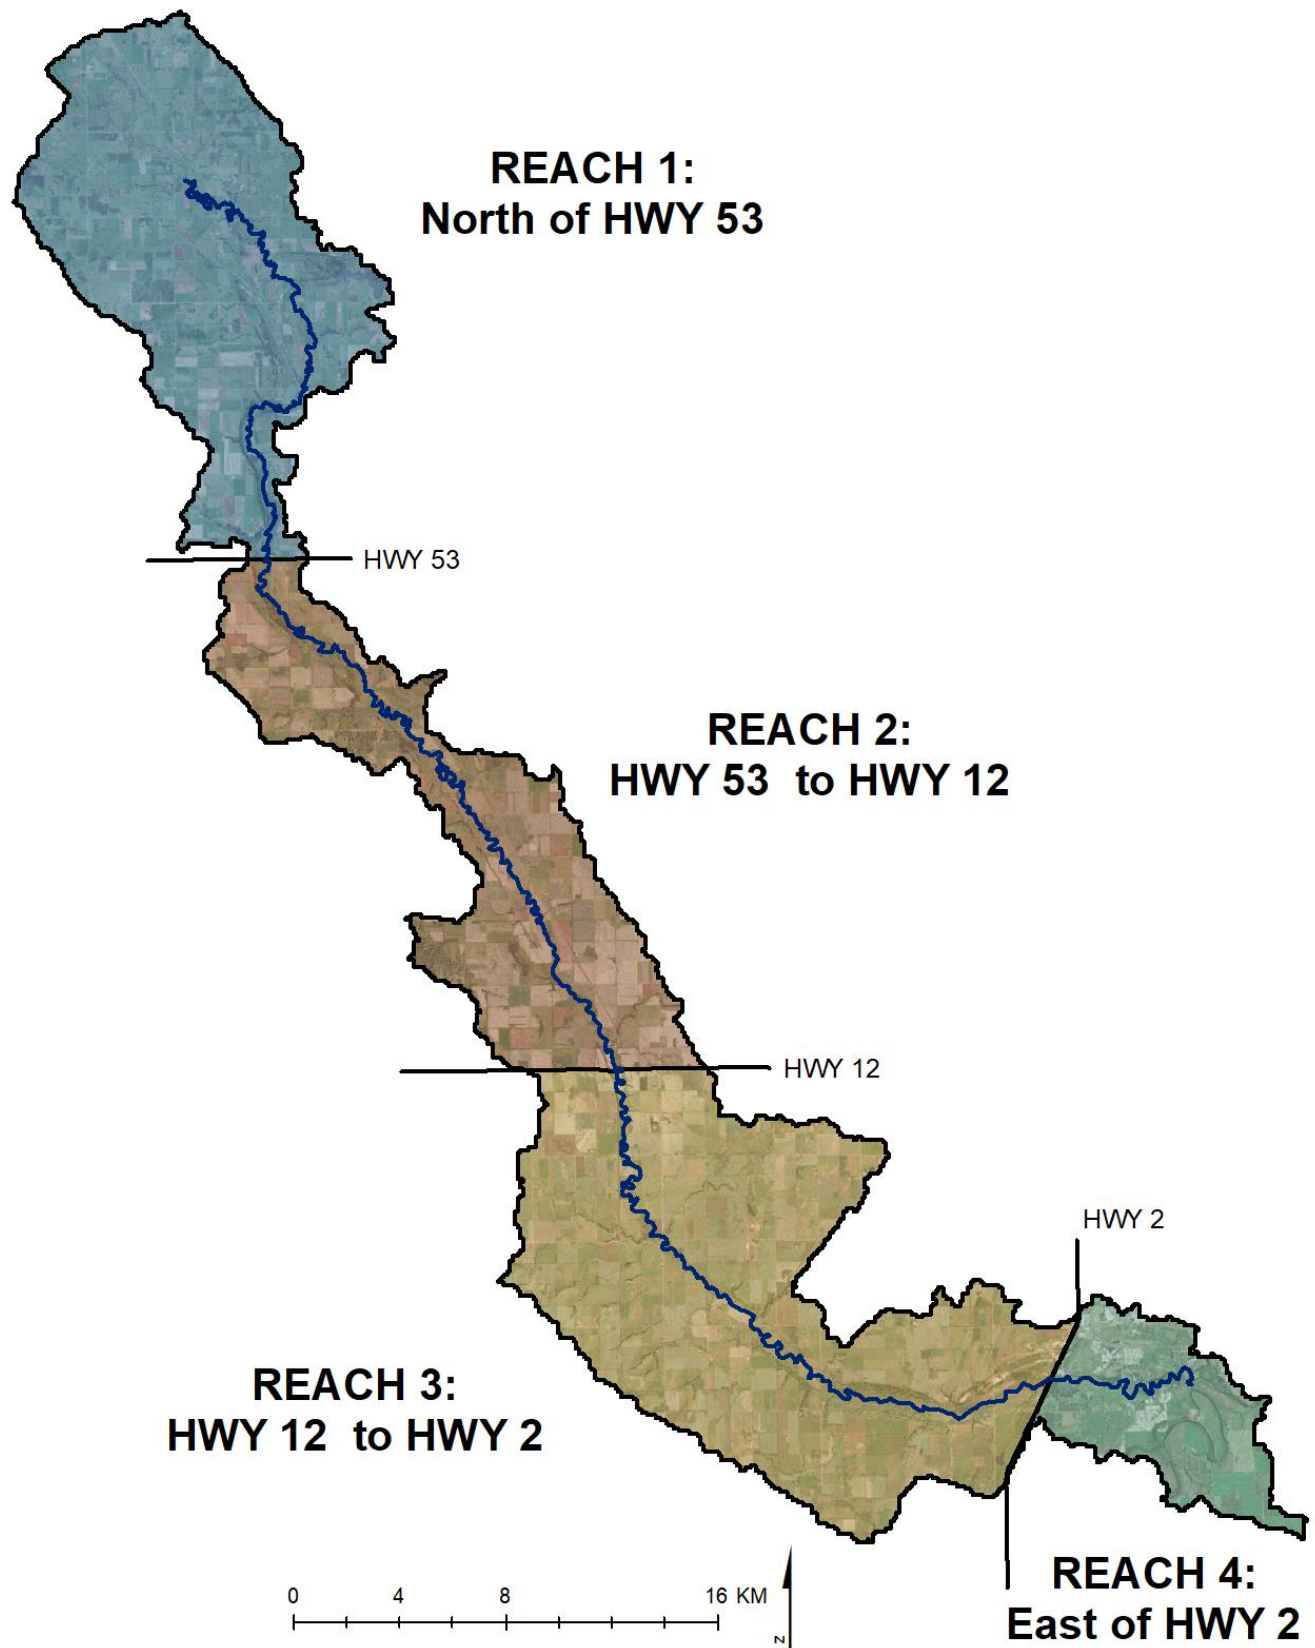 REACH 1:
North of HWY 53
HWY 53
REACH 2:
HWY 53 to HWY 12
HWY 12
HWY 2
REACH 3:
HWY 12 to HWY 2
0 4 8 16 KM
z
REACH 4:
East of HWY 2